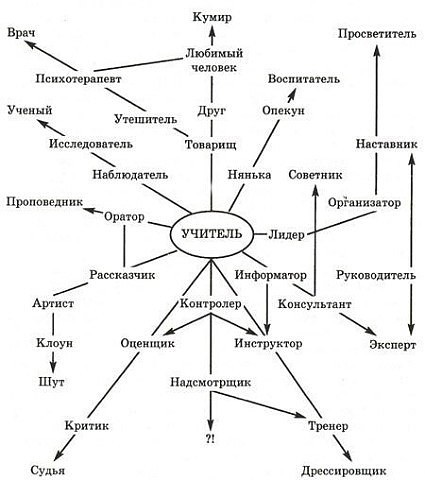 Кумир
Врач
Просветитель
Любимый
человек
Психотерапевт
Воспитатель
Ученый
Утешитель
Друг
Опекун
Исследователь
Товарищ
Наставник
Наблюдатель
Нянька
Советник
Проповедник
Оратор
Организатор
УЧИТЕЛЬ
Лидер
Рассказчик
Информатор
Руководитель
Артист
Контролер
Консультант
Клоун
Оценщик
Инструктор
Эксперт
Шут
Надсмотрщик
Критик
?!
Тренер
Судья
Дрессировщик